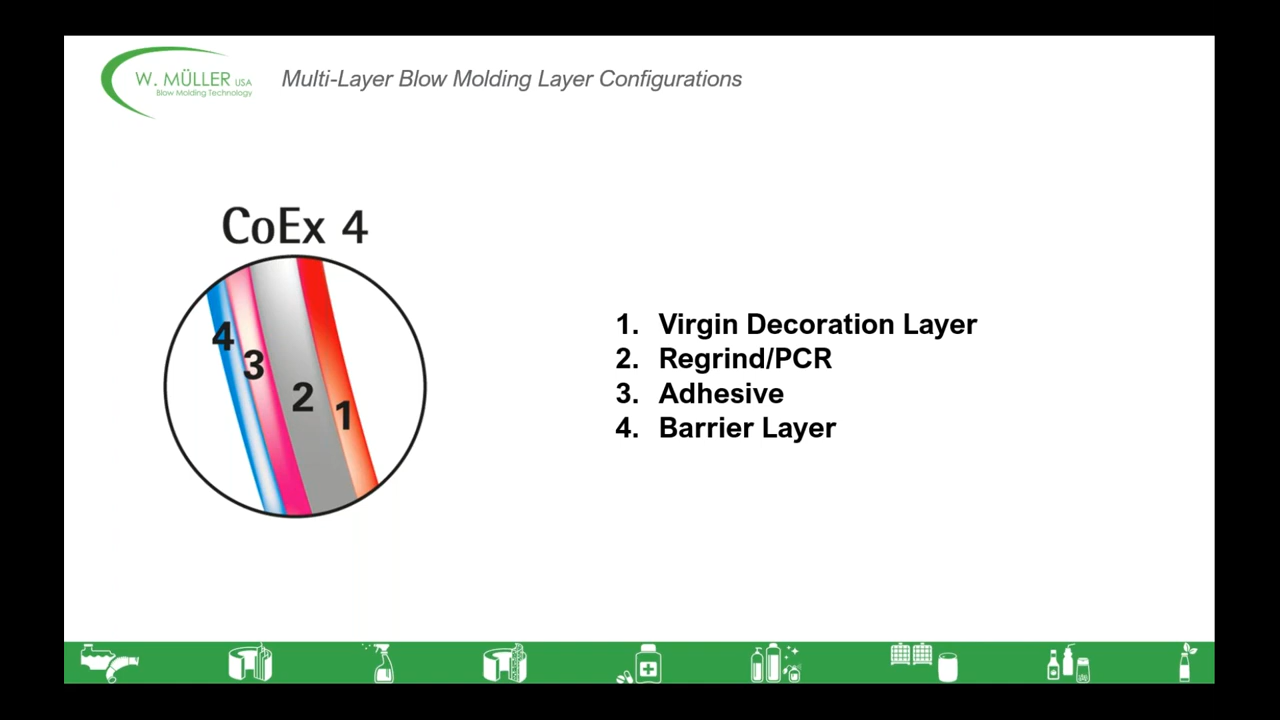 W. MÜLLER USA
Blow Molding Technology
Multi-Layer Blow Molding Layer Configurations
CoEx 4
4
3
2
1
1. Virgin Decoration Layer
2. Regrind/PCR
3. Adhesive
4. Barrier Layer